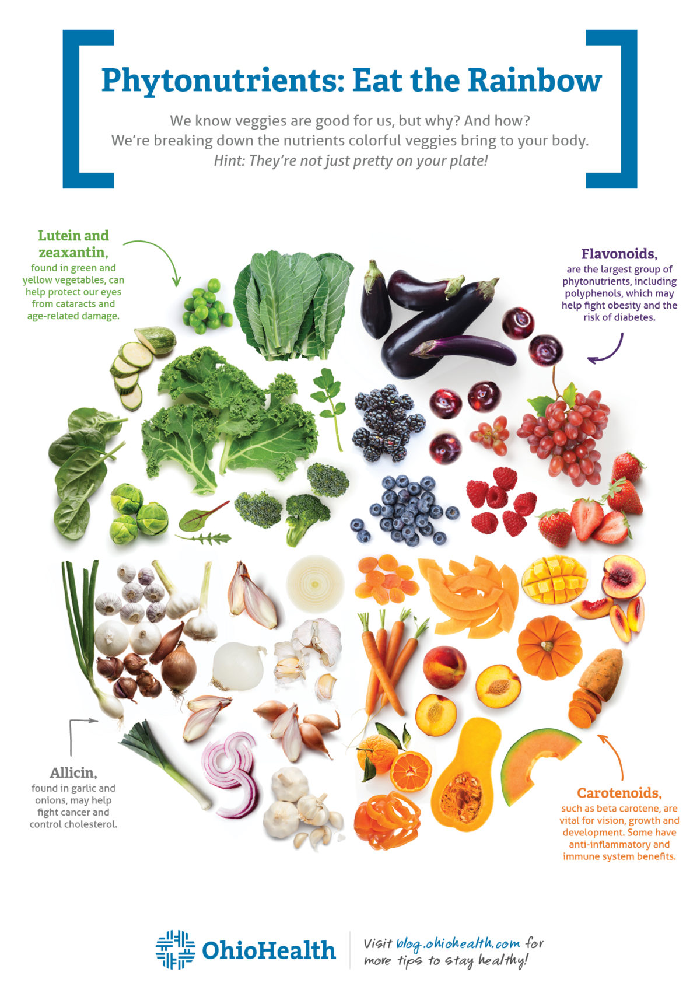 Phytonutrients: Eat the Rainbow
We know veggies are good for us, but why? And how?
We're breaking down the nutrients colorful veggies bring to your body.
Hint: They're not just pretty on your plate!
Lutein and
zeaxantin,
found in green and
yellow vegetables, can
help protect our eyes
from cataracts and
age-related damage.
Flavonoids,
are the largest group of
phytonutrients, including
polyphenols, which may
help fight obesity and the
risk of diabetes.
Allicin,
found in garlic and
onions, may help
fight cancer and
control cholesterol.
Carotenoids,
such as beta carotene, are
vital for vision, growth and
development. Some have
anti-inflammatory and
immune system benefits.
OhioHealth
Visit blog.ohiohealth.com for
more tips to stay healthy!